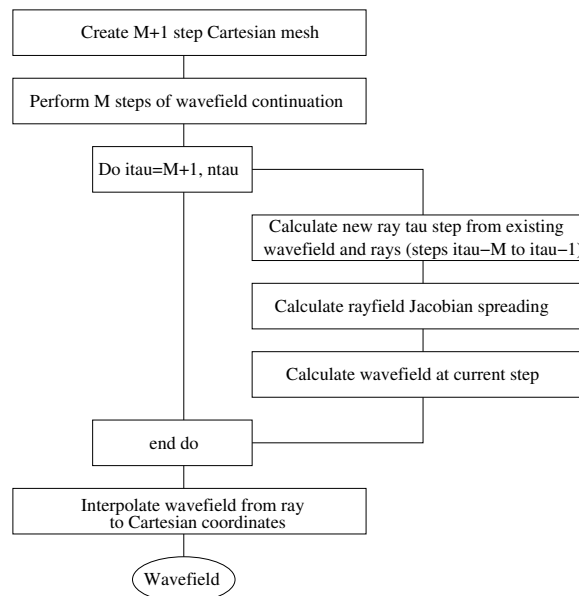 Create M+1 step Cartesian mesh
Perform M steps of wavefield continuation
Do itau=M+1, ntau
Calculate new ray tau step from existing
wavefield and rays (steps itau−M to itau−1)
Calculate rayfield Jacobian spreading
Calculate wavefield at current step
end do
Interpolate wavefield from ray
to Cartesian coordinates
Wavefield